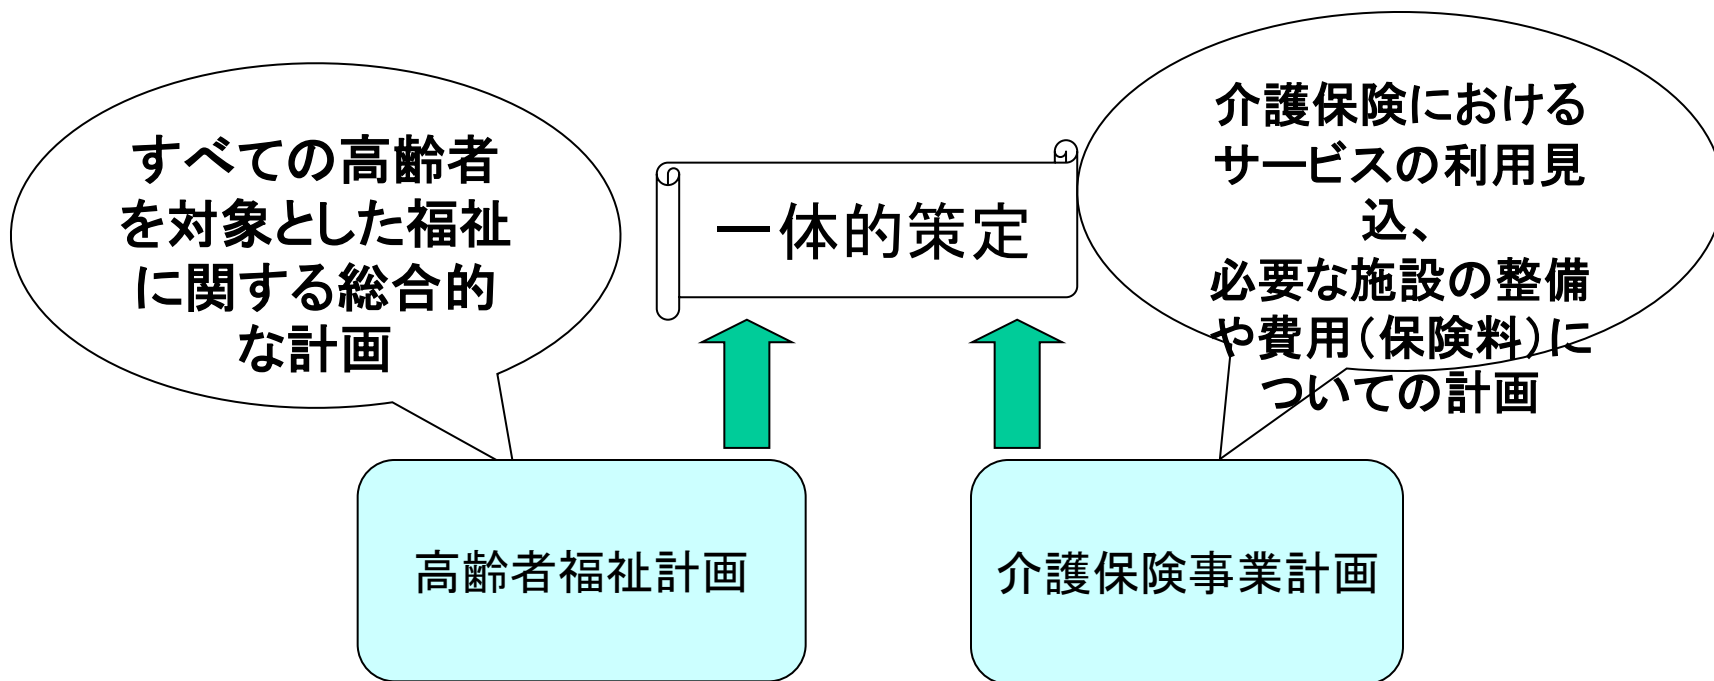 すべての高齢者
を対象とした福祉
に関する総合的
な計画
一体的策定
介護保険における
サービスの利用見
込、
必要な施設の整備
や費用（保険料）に
ついての計画
高齢者福祉計画
介護保険事業計画